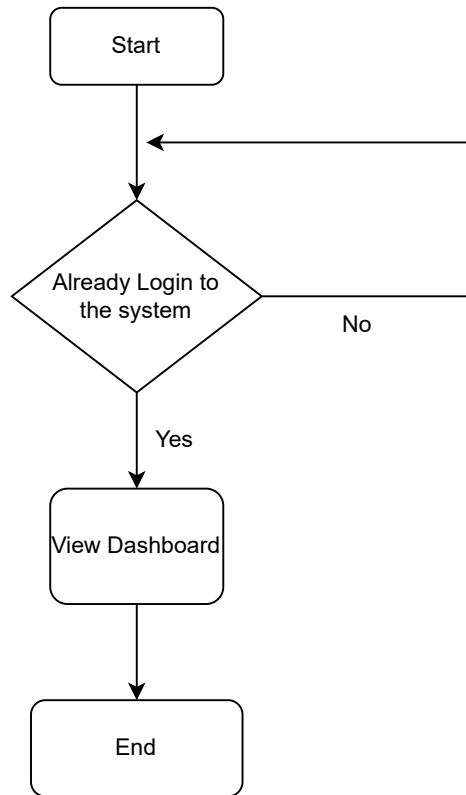 Start
Already Login to
the system
No
Yes
View Dashboard
End